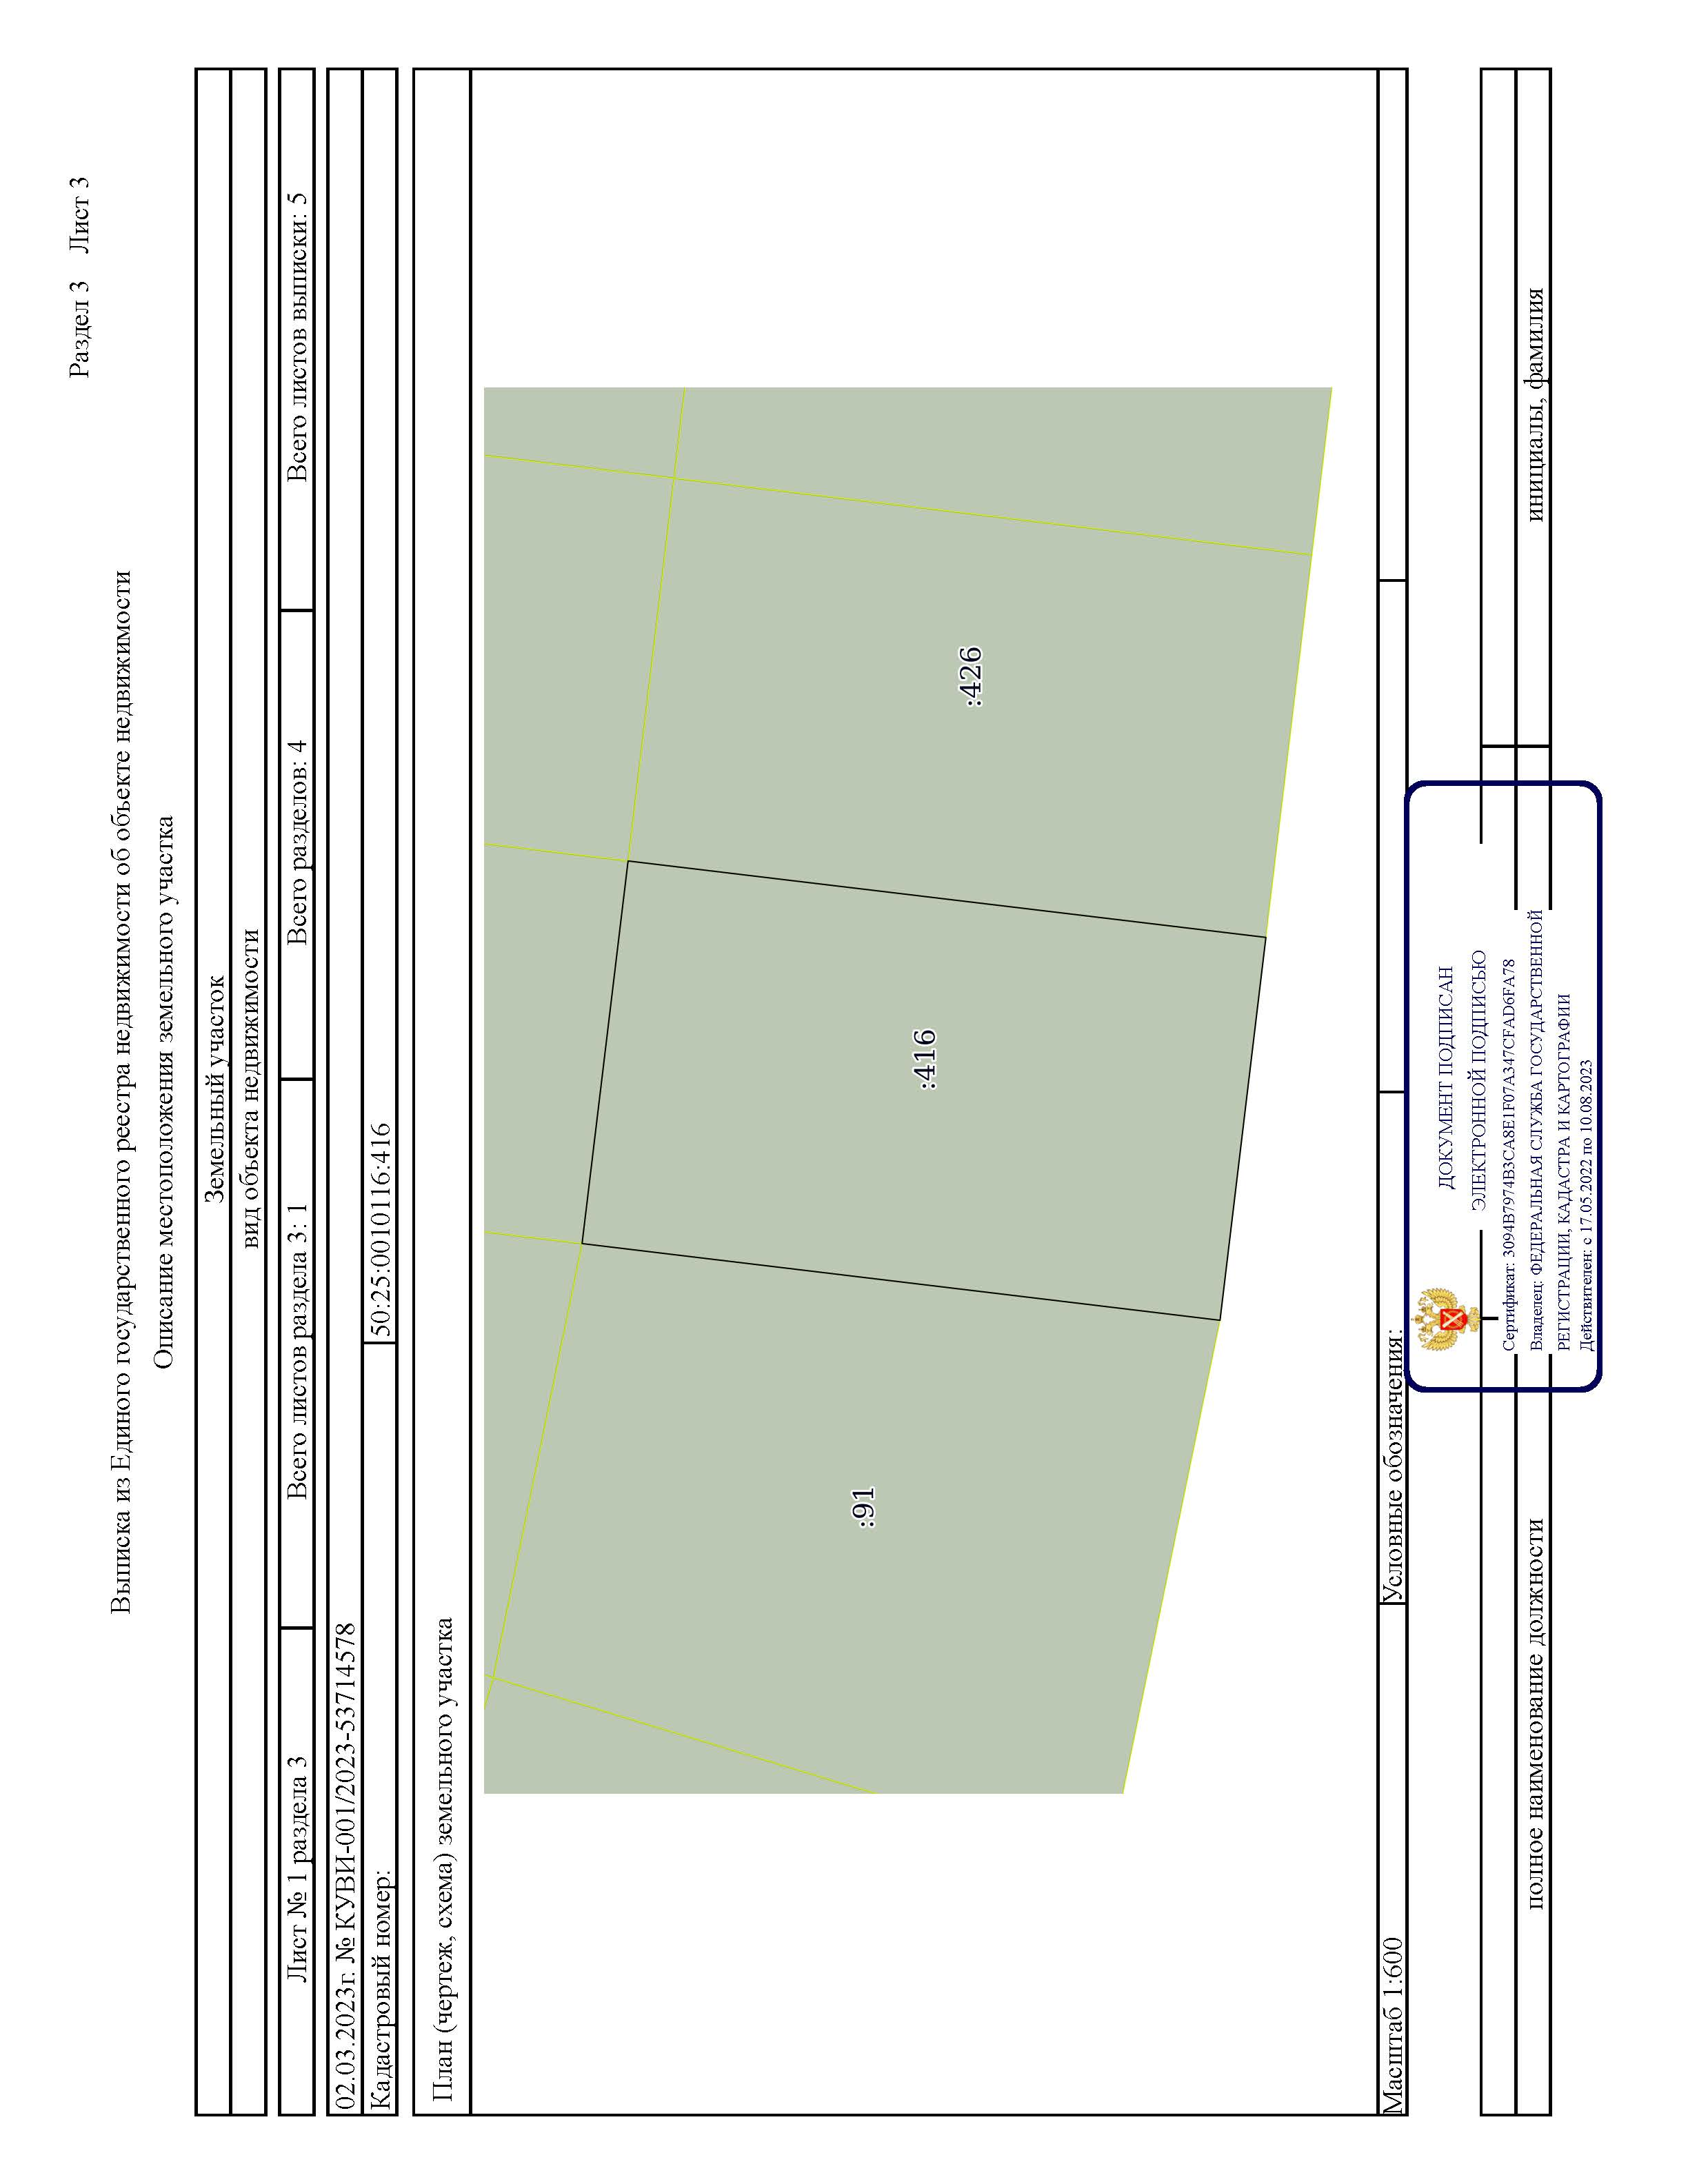 Раздел 3 Лист 3
Выписка из Единого государственного реестра недвижимости об объекте недвижимости
Описание местоположения земельного участка
Земельный участок
вид объекта недвижимости
Лист № 1 раздела 3 Всего листов раздела 3: 1 Всего разделов: 4 Всего листов выписки: 5
02.03.2023г. № КУВИ-001/2023-53714578
Кадастровый номер: 50:25:0010116:416
План (чертеж, схема) земельного участка
:91
:416
:426
Масштаб 1:600 Условные обозначения:
ДОКУМЕНТ ПОДПИСАН
ЭЛЕКТРОННОЙ ПОДПИСЬЮ
Сертификат: 3094B7974B3CA8E1F07A347CFAD6FA78
Владелец: ФЕДЕРАЛЬНАЯ СЛУЖБА ГОСУДАРСТВЕННОЙ
РЕГИСТРАЦИИ, КАДАСТРА И КАРТОГРАФИИ
Действителен: с 17.05.2022 по 10.08.2023
полное наименование должности инициалы, фамилия